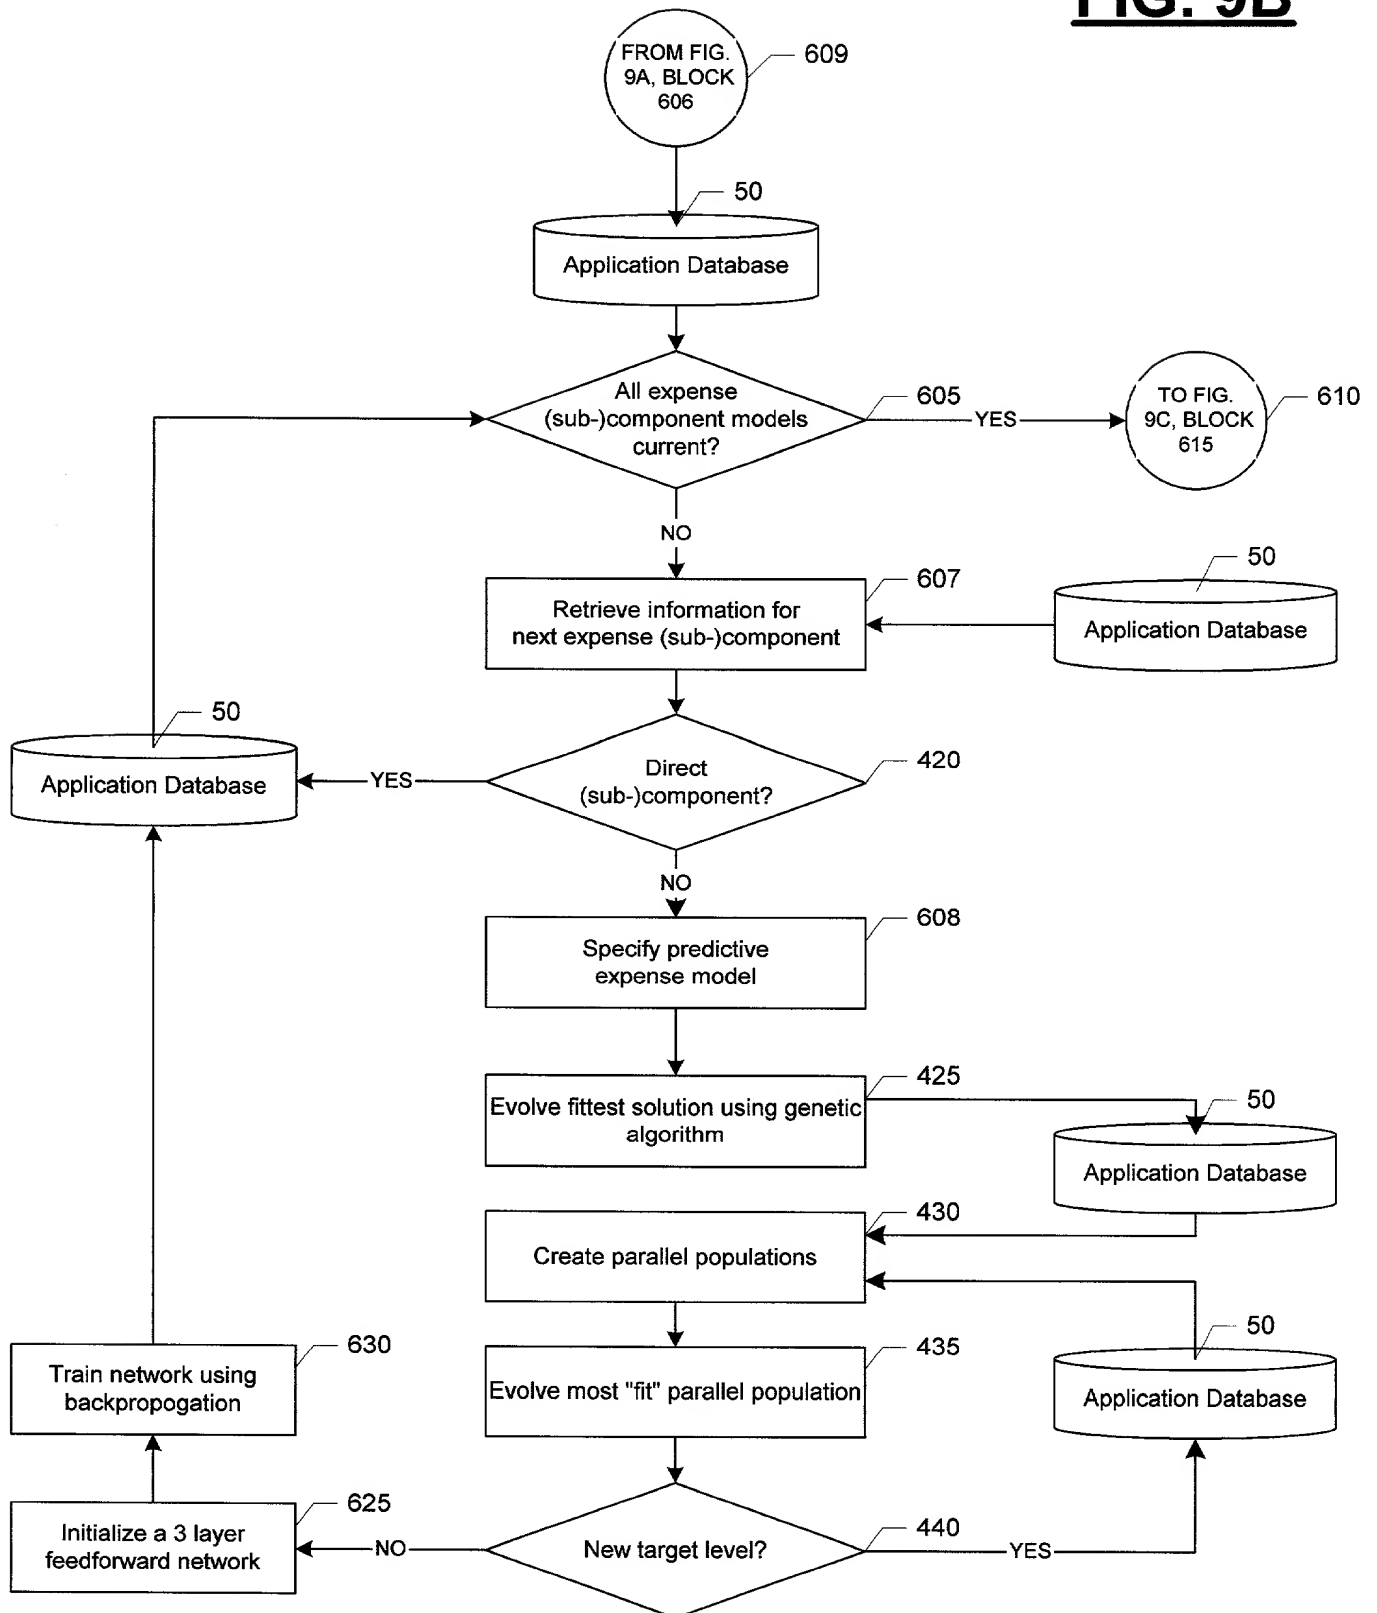 FIG. 9B
FROM FIG.
9A, BLOCK
606
609
50
Application Database
All expense
(sub-)component models
current?
605
YES
TO FIG.
9C, BLOCK
615
610
NO
Retrieve information for
next expense (sub-)component
607
50
Application Database
50
Application Database
YES
Direct
(sub-)component?
420
NO
Specify predictive
expense model
608
Evolve fittest solution using genetic
algorithm
425
50
Application Database
Create parallel populations
430
Train network using
backpropogation
630
Evolve most "fit" parallel population
435
50
Application Database
Initialize a 3 layer
feedforward network
625
NO
New target level?
440
YES